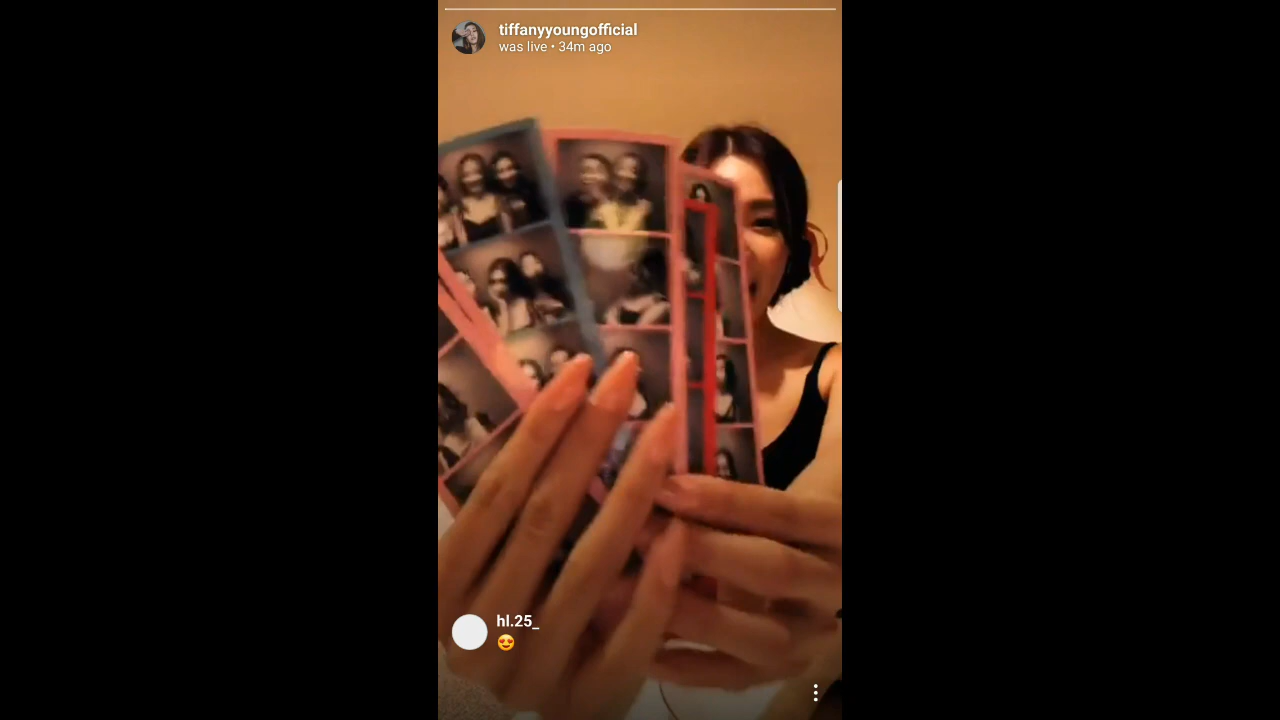 tiffanyyoungofficial
was live • 34m ago
hl.25_
😍